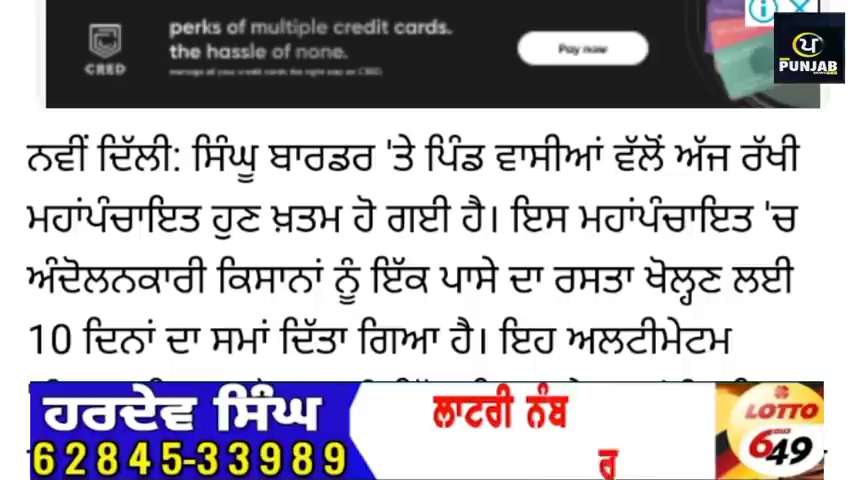 perks of multiple credit cards.
the hassle of none.
Pay now
CRED
PUNJAB
ਨਵੀਂ ਦਿੱਲੀ: ਸਿੰਘੂ ਬਾਰਡਰ 'ਤੇ ਪਿੰਡ ਵਾਸੀਆਂ ਵੱਲੋਂ ਅੱਜ ਰੱਖੀ
ਮਹਾਂਪੰਚਾਇਤ ਹੁਣ ਖ਼ਤਮ ਹੋ ਗਈ ਹੈ। ਇਸ ਮਹਾਂਪੰਚਾਇਤ 'ਚ
ਅੰਦੋਲਨਕਾਰੀ ਕਿਸਾਨਾਂ ਨੂੰ ਇੱਕ ਪਾਸੇ ਦਾ ਰਸਤਾ ਖੋਲ੍ਹਣ ਲਈ
10 ਦਿਨਾਂ ਦਾ ਸਮਾਂ ਦਿੱਤਾ ਗਿਆ ਹੈ। ਇਹ ਅਲਟੀਮੇਟਮ
ਹਰਦੇਵ ਸਿੰਘ
62845-33989
ਲਾਟਰੀ ਨੰਬ
ਰ
LOTTO
649